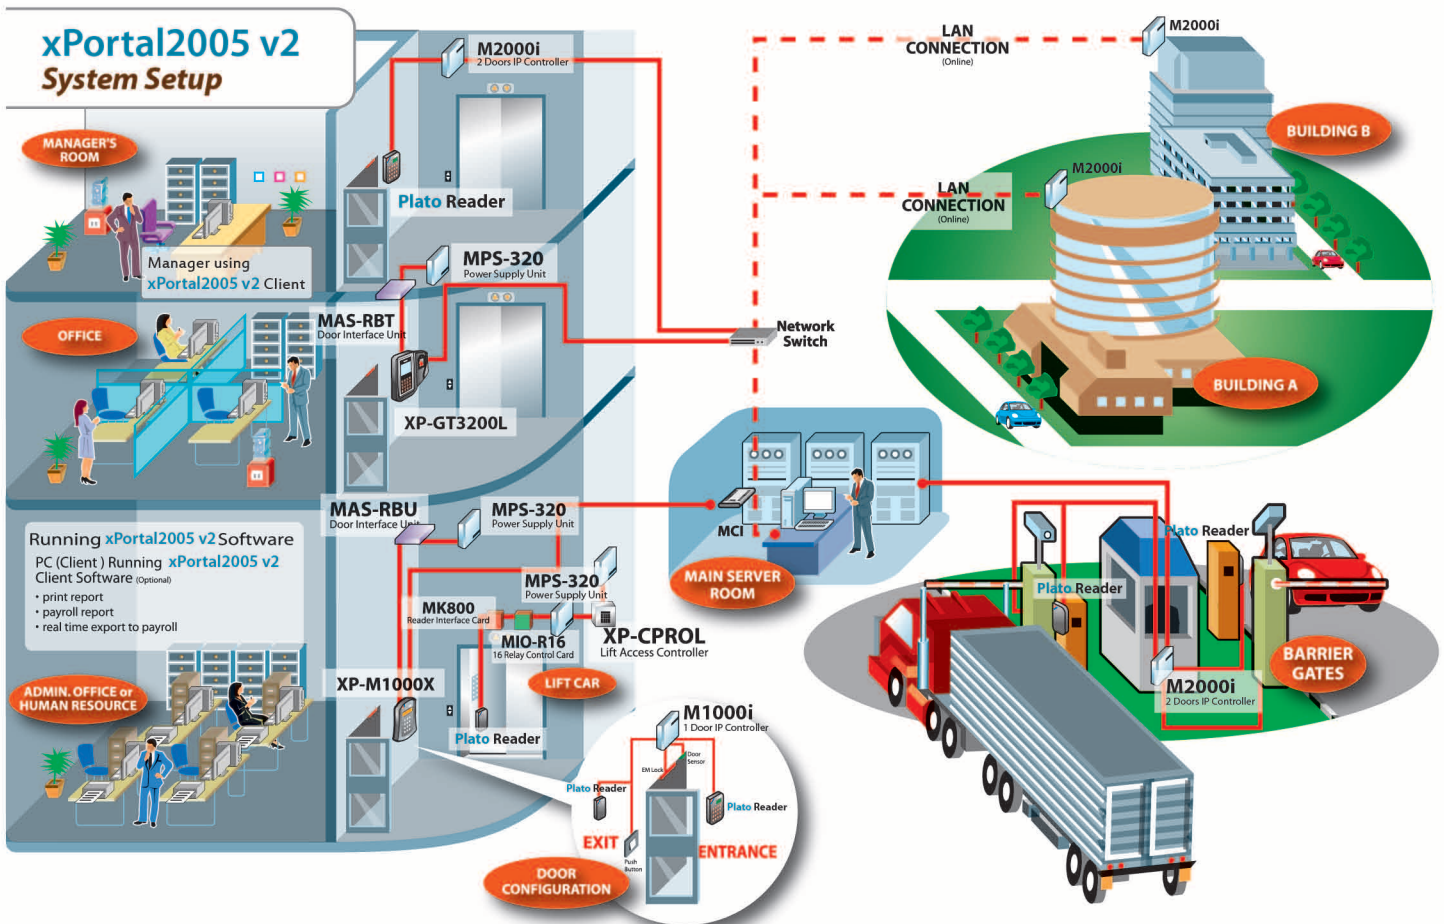 xPortal2005 v2
System Setup
MANAGER'S
ROOM
Manager using
xPortal2005 v2 Client
M2000i
2 Doors IP Controller
Plato Reader
MPS-320
Power Supply Unit
OFFICE
MAS-RBT
Door Interface Unit
XP-GT3200L
Network
Switch
LAN
CONNECTION
(Online)
M2000i
BUILDING B
LAN
CONNECTION
(Online)
M2000i
BUILDING A
Running xPortal2005 v2 Software
PC (Client ) Running xPortal2005 v2
Client Software (Optional)
• print report
• payroll report
• real time export to payroll
ADMIN. OFFICE or
HUMAN RESOURCE
MAS-RBU
Door Interface Unit
MPS-320
Power Supply Unit
MPS-320
Power Supply Unit
MK800
Reader Interface Card
MIO-R16
16 Relay Control Card
XP-CPROL
Lift Access Controller
LIFT CAR
XP-M1000X
Plato Reader
MCI
MAIN SERVER
ROOM
Plato Reader
Plato Reader
M2000i
2 Doors IP Controller
BARRIER
GATES
M1000i
1 Door IP Controller
Door
Sensor
EM Lock
Plato Reader
Plato Reader
EXIT
Push
Button
ENTRANCE
DOOR
CONFIGURATION